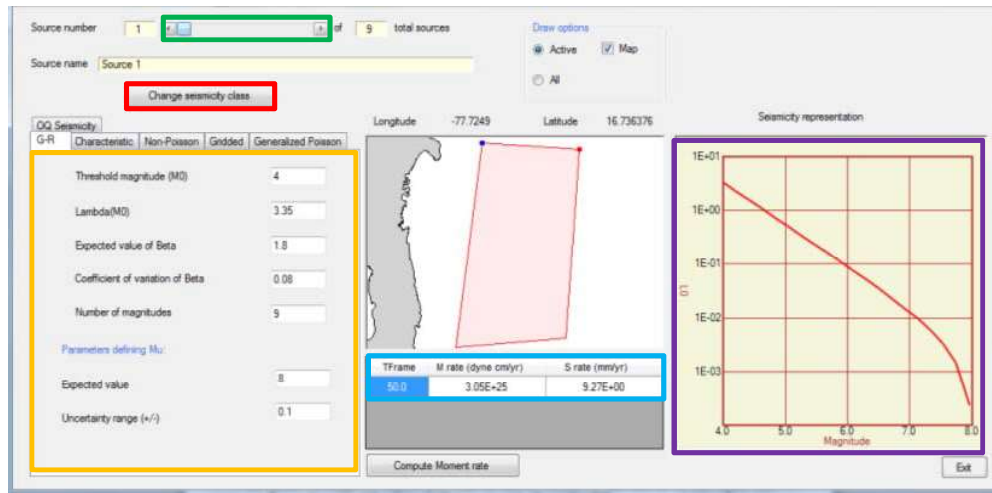 Source number 1 of 9 total sources
Draw options
Active Map
Source name Source 1
All
Change seismicity class
Longitude -77.7249 Latitude 16.736376
Seismicity representation
OQ Seismicity
G-R Characteristic Non-Poisson Gridded Generalized Poisson
Threshold magnitude (M0) 4
Lambda(M0) 3.35
Expected value of Beta 1.8
Coefficient of variation of Beta 0.08
Number of magnitudes 9
Parameters defining Mu:
Expected value 8
Uncertainty range (+/-) 0.1
TFrame M rate (dyne cm/yr) S rate (mm/yr)
50.0 3.05E+25 9.27E+00
Compute Moment rate
1E+01
1E+00
1E-01
1E-02
1E-03
4.0 5.0 6.0 7.0 8.0
Magnitude
Exit